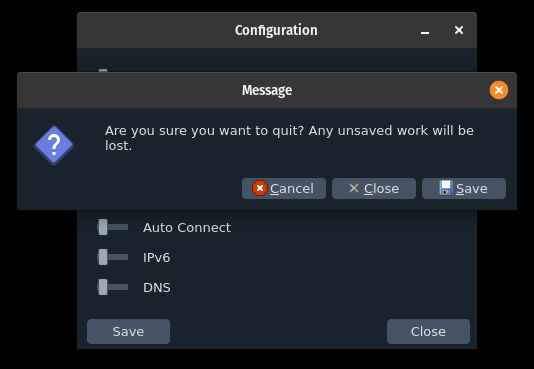 Configuration
Message
Are you sure you want to quit? Any unsaved work will be
lost.
Cancel Close Save
Auto Connect
IPv6
DNS
Save Close